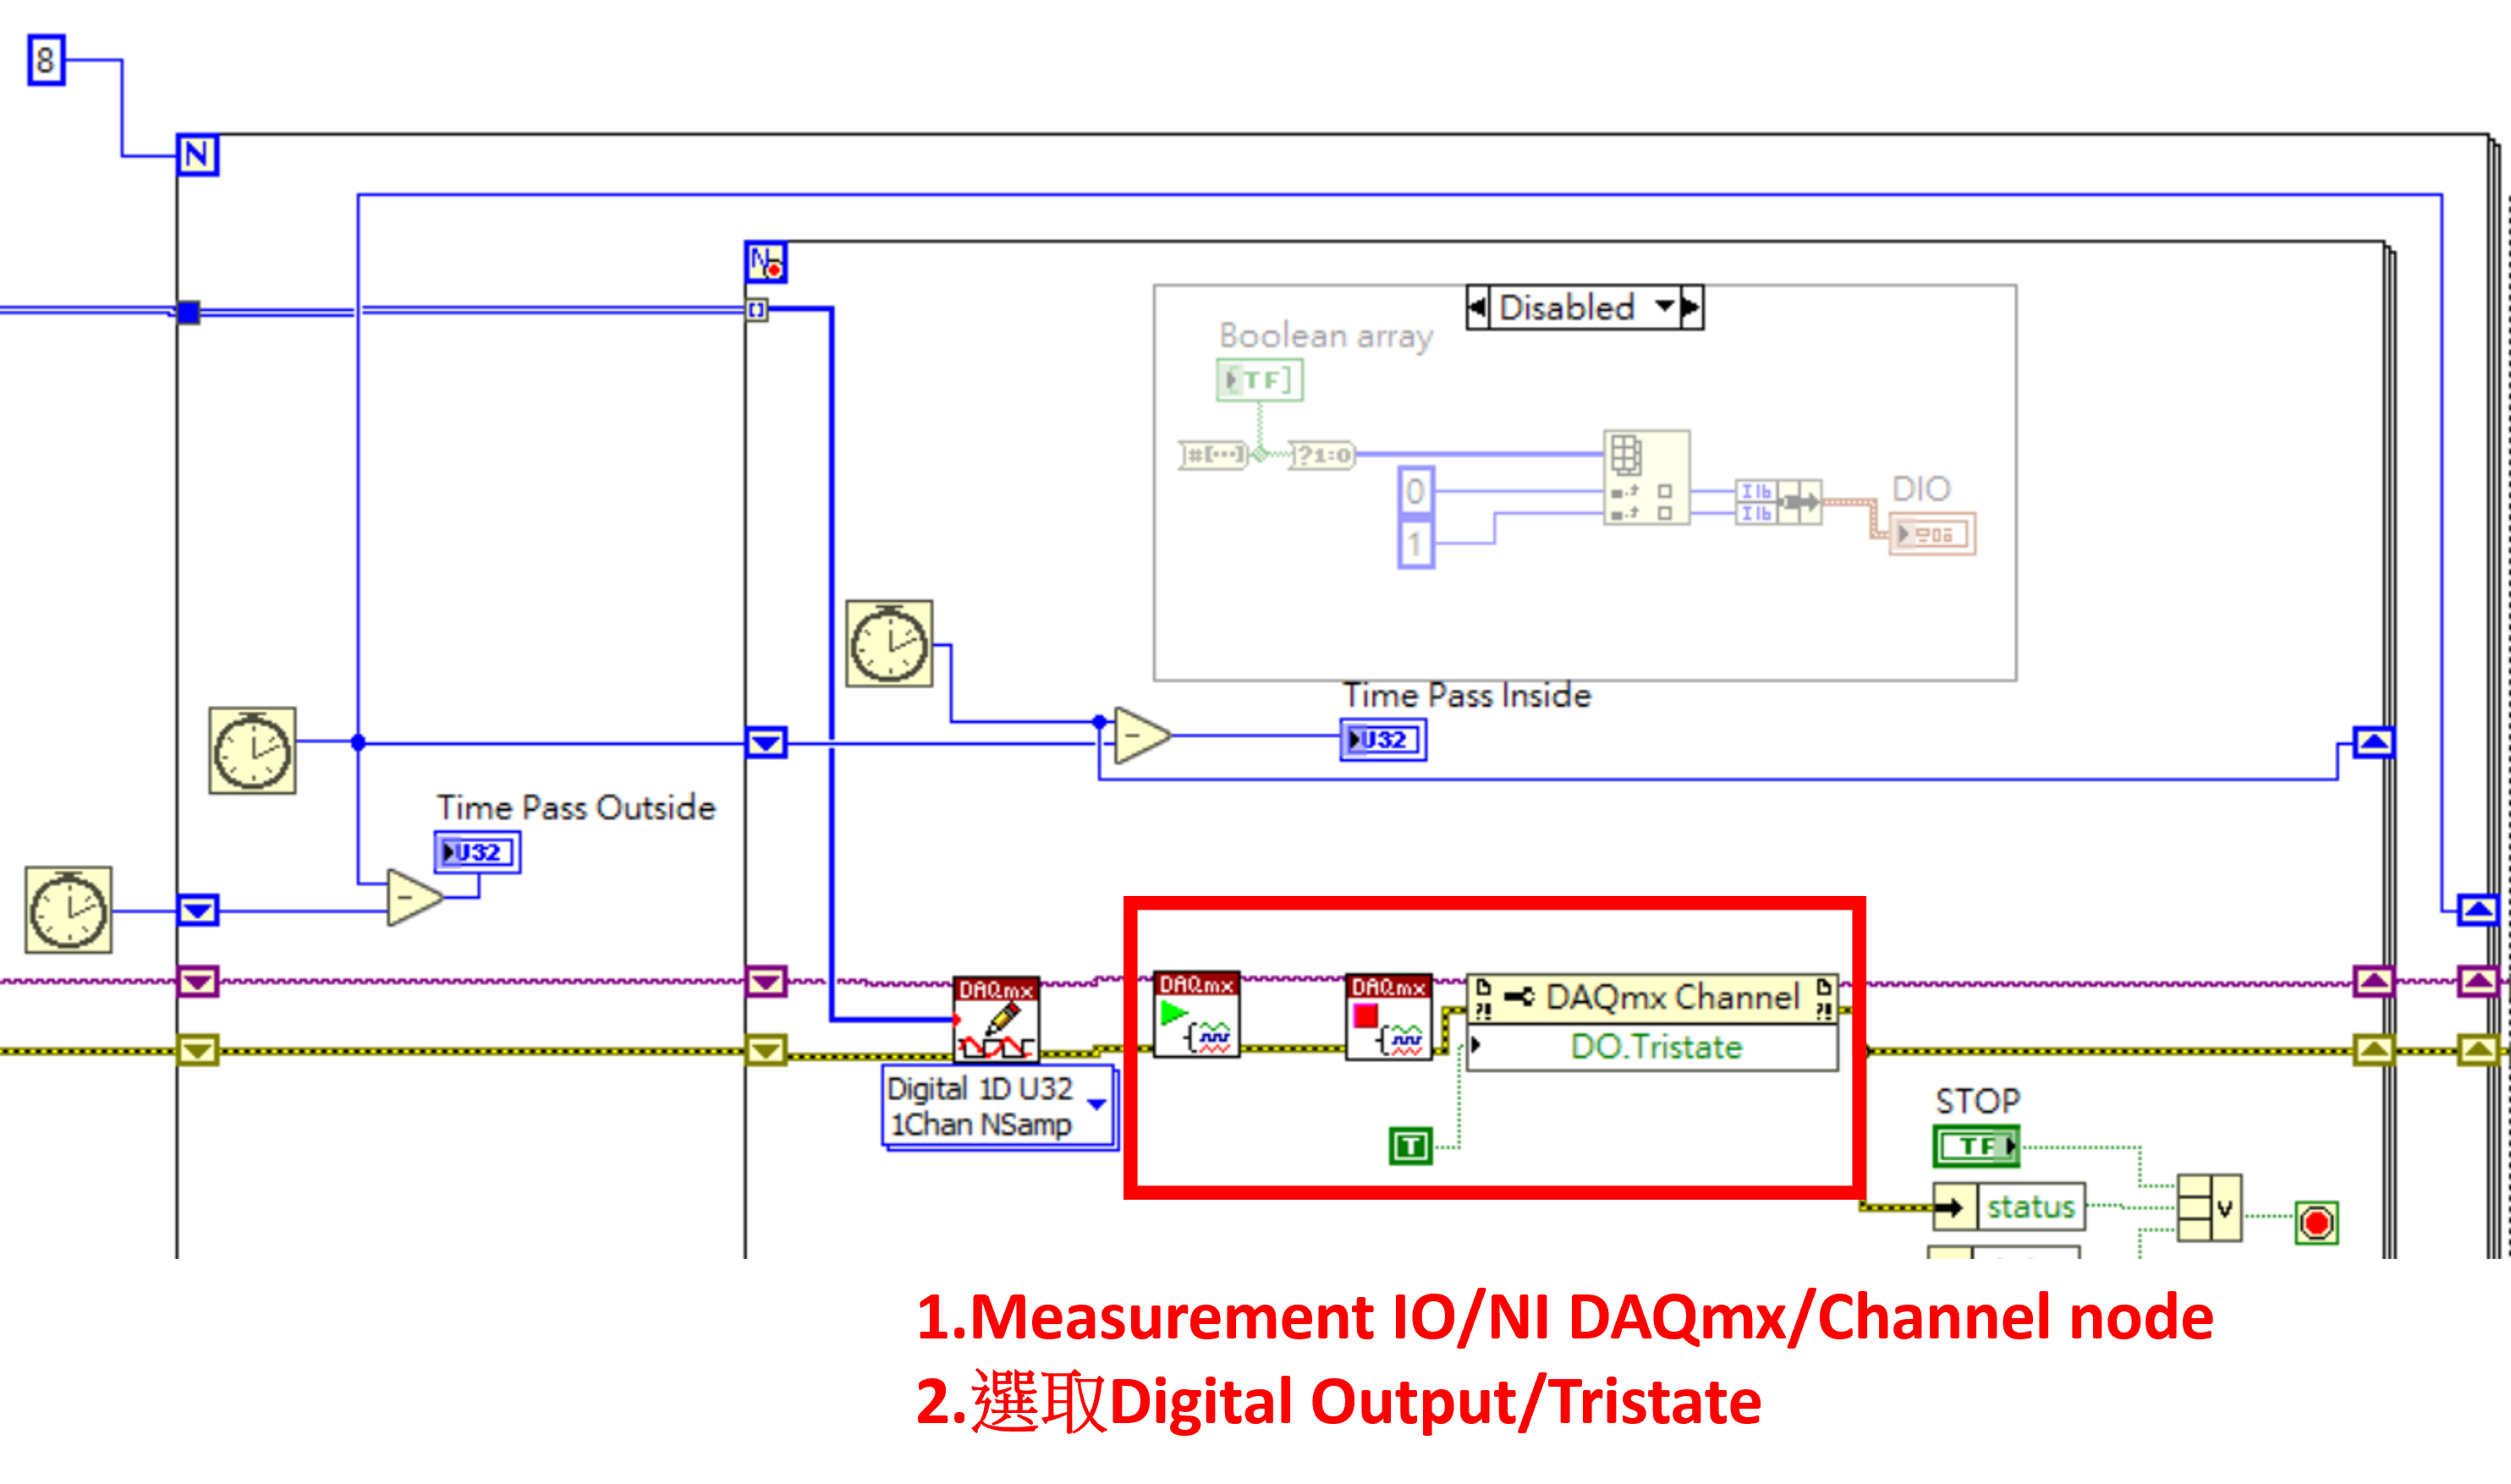 8
N
N
Disabled
Boolean array
[TF]
#[...]
?1:0
0
1
I16
I16
DIO
Time Pass Inside
U32
Time Pass Outside
U32
DAQmx
DAQmx
DAQmx
DAQmx Channel
DO.Tristate
Digital 1D U32
1Chan NSamp
T
STOP
TF
status
1.Measurement IO/NI DAQmx/Channel node
2.選取Digital Output/Tristate